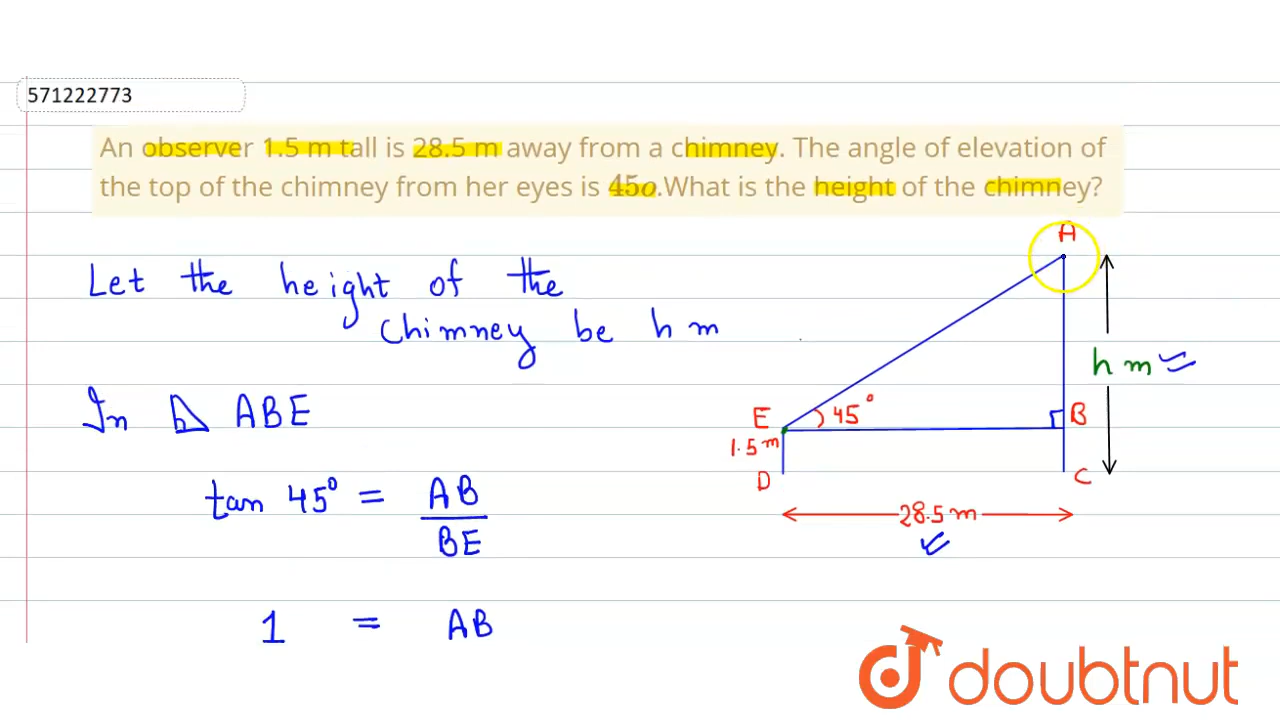 571222773
An observer 1.5 m tall is 28.5 m away from a chimney. The angle of elevation of
the top of the chimney from her eyes is 45o.What is the height of the chimney?
Let the height of the
chimney be h m
In △ ABE
tan 45° = AB
BE
1 = AB
A
h m
E 45° B
1.5 m
D C
28.5 m
doubtnut